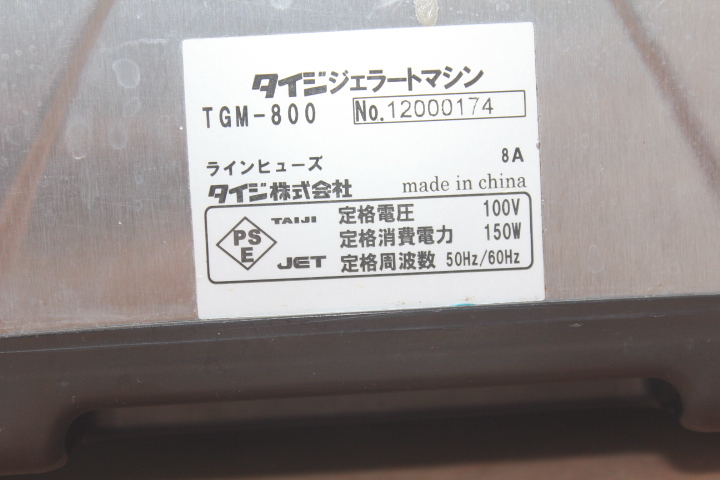 タイジジェラートマシン
TGM-800 No.12000174
ラインヒューズ 8A
タイジ株式会社 made in china
PSE TAIJI 定格電圧 100V
定格消費電力 150W
JET 定格周波数 50Hz/60Hz